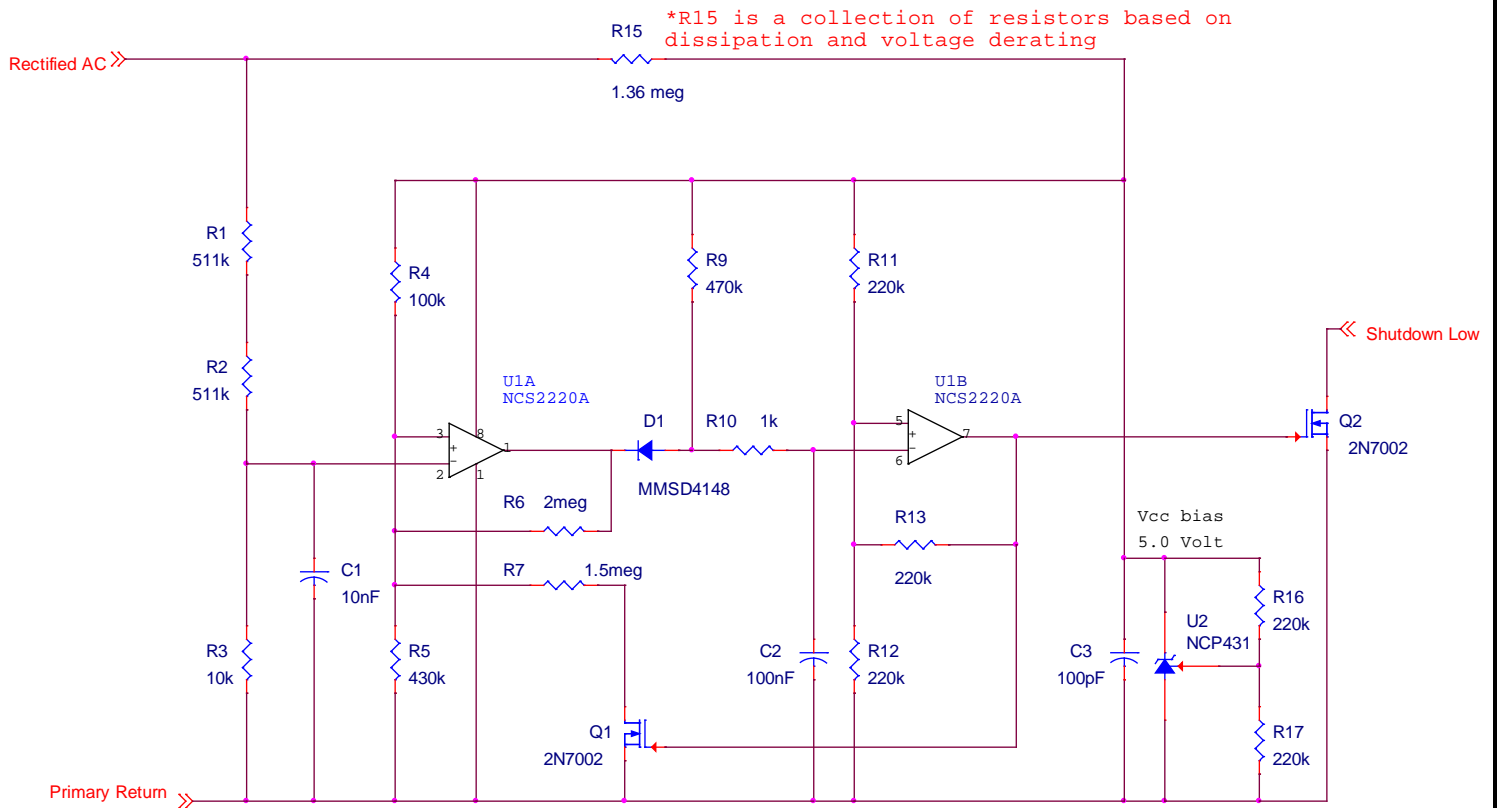 *R15 is a collection of resistors based on
dissipation and voltage derating
R15
1.36 meg
Rectified AC
R1
511k
R2
511k
R3
10k
R4
100k
R5
430k
C1
10nF
U1A
NCS2220A
3
8
1
2
1
+
-
D1
MMSD4148
R6 2meg
R7 1.5meg
R9
470k
R10 1k
R11
220k
U1B
NCS2220A
5
6
7
+
-
R13
220k
R12
220k
C2
100nF
Q1
2N7002
Shutdown Low
Q2
2N7002
Vcc bias
5.0 Volt
C3
100pF
U2
NCP431
R16
220k
R17
220k
Primary Return